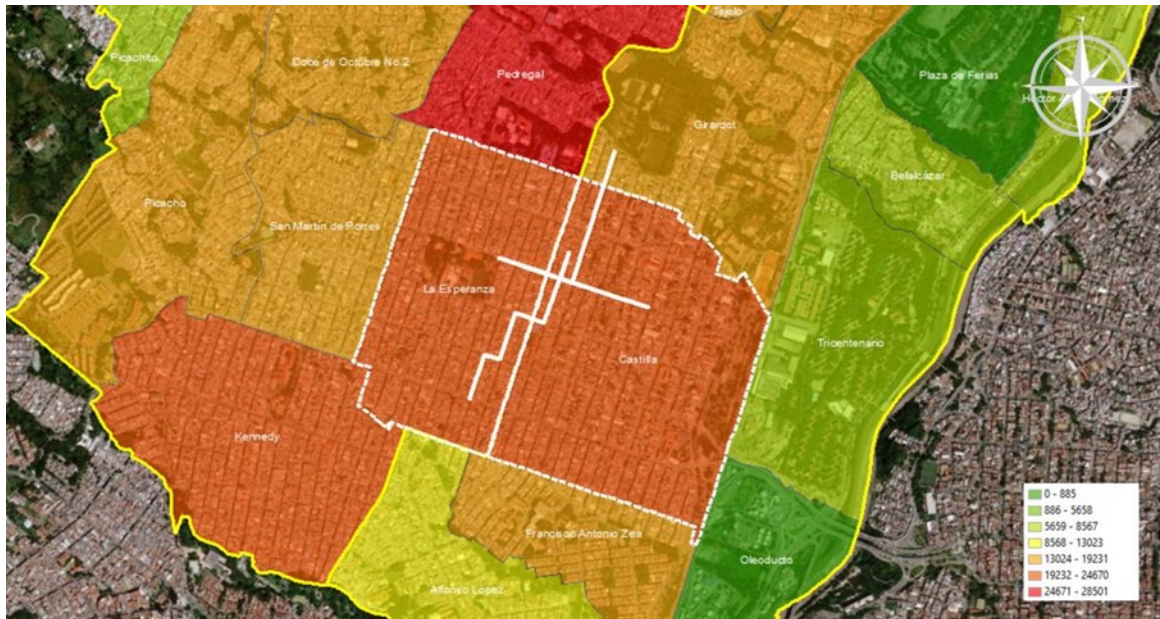 Tejelo
Picachito
Doce de Octubre No.2
Pedregal
Plaza de Ferias
Girardot
Belalcázar
Picacho
San Martín de Porres
La Esperanza
Tricentenario
Castilla
Kennedy
Francisco Antonio Zea
Oleoducto
Alfonso López
0 - 885
886 - 5658
5659 - 8567
8568 - 13023
13024 - 19231
19232 - 24670
24671 - 28501